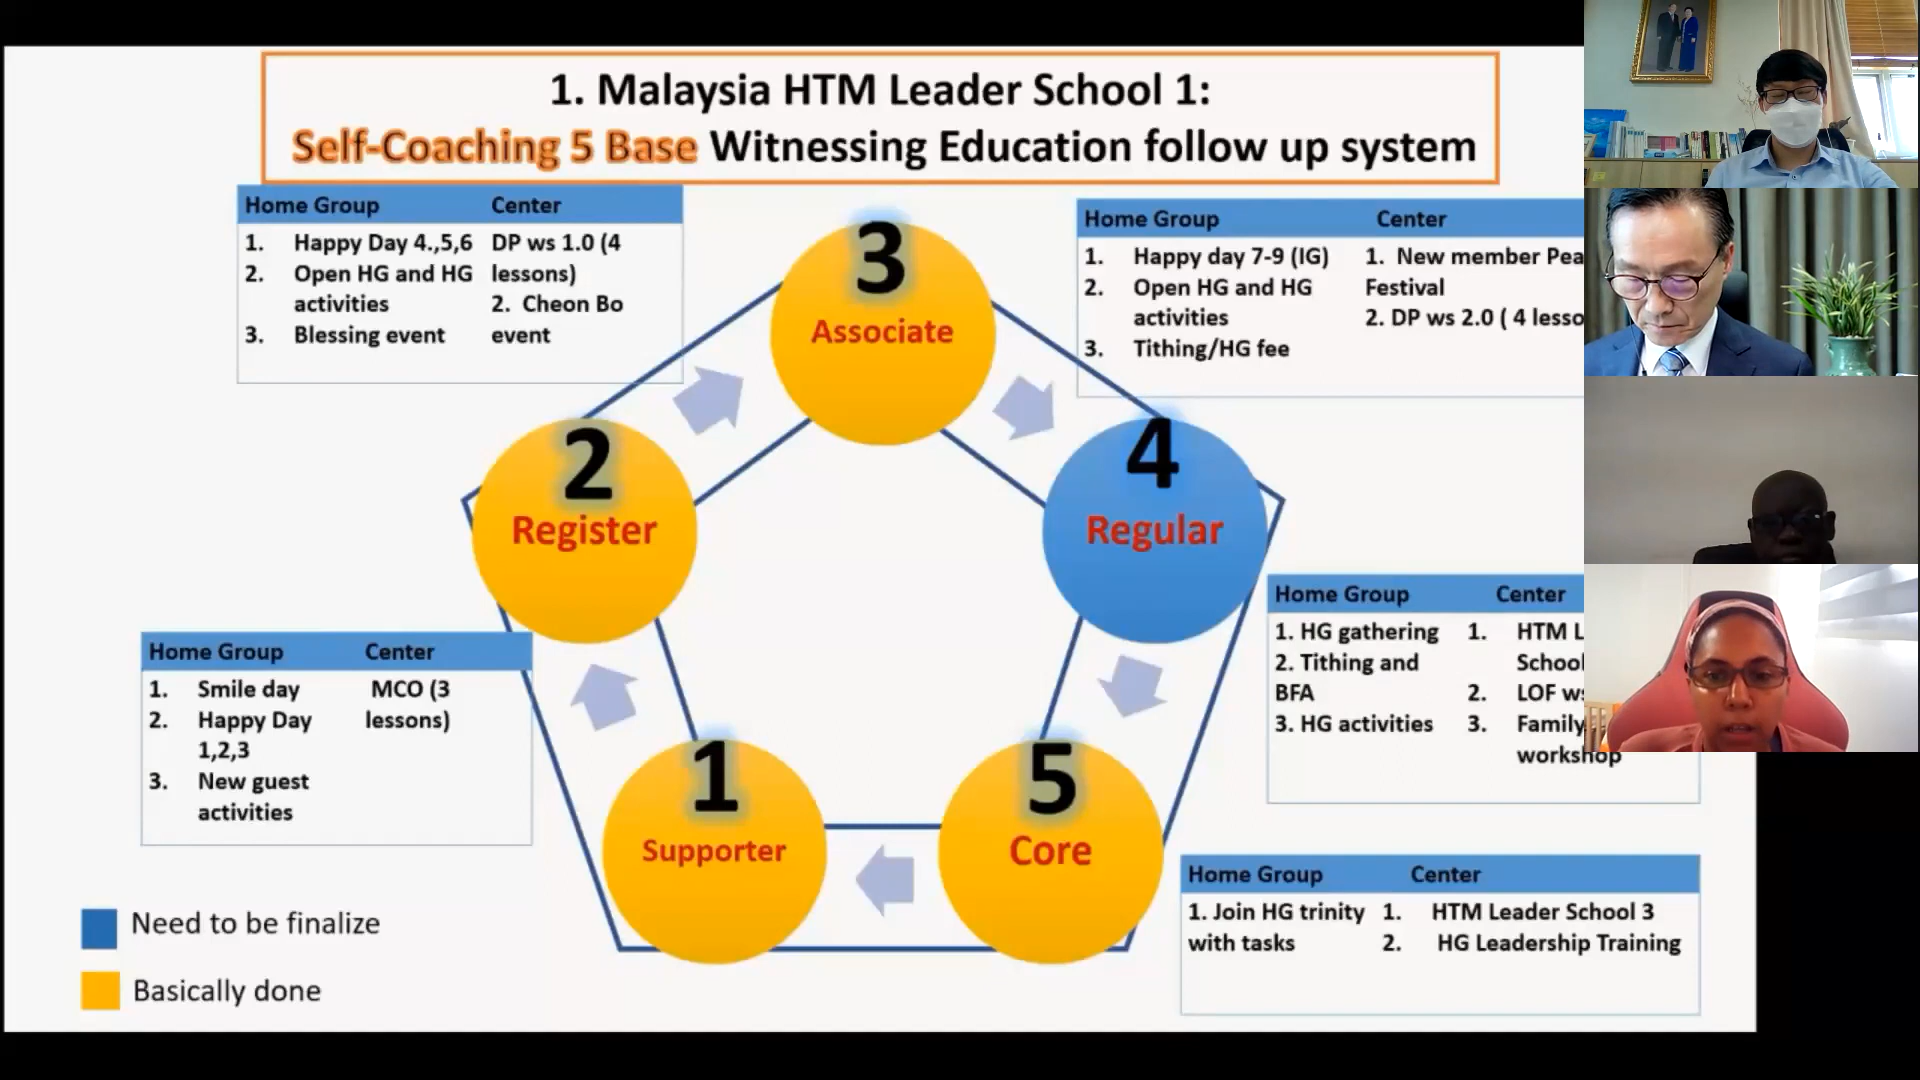 1. Malaysia HTM Leader School 1:
Self-Coaching 5 Base Witnessing Education follow up system
Home Group Center
1. Happy Day 4.,5,6
2. Open HG and HG
activities
3. Blessing event
DP ws 1.0 (4
lessons)
2. Cheon Bo
event
3
Associate
Home Group Center
1. Happy day 7-9 (IG)
2. Open HG and HG
activities
3. Tithing/HG fee
1. New member
Festival
2. DP ws 2.0 ( 4
2
Register
4
Regular
Home Group Center
1. Smile day
2. Happy Day
1,2,3
3. New guest
activities
MCO (3
lessons)
Home Group Center
1. HG gathering
2. Tithing and
BFA
3. HG activities
1. HTM
School
2. LOF
3. Family
workshop
1
Supporter
5
Core
Home Group Center
1. Join HG trinity
with tasks
1. HTM Leader School 3
2. HG Leadership Training
Need to be finalize
Basically done